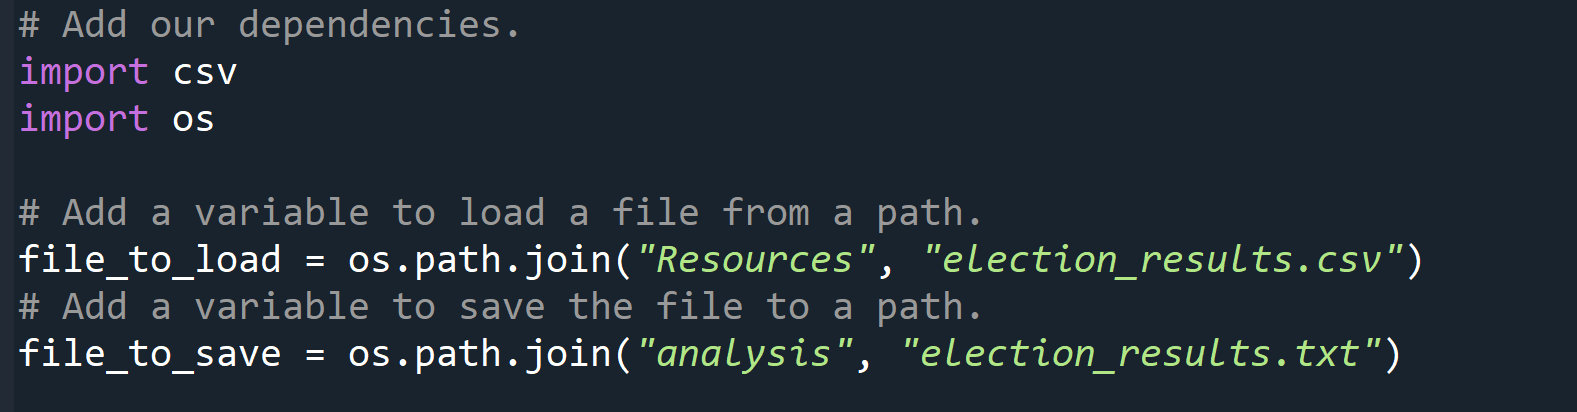 # Add our dependencies.
import csv
import os
# Add a variable to load a file from a path.
file_to_load = os.path.join("Resources", "election_results.csv")
# Add a variable to save the file to a path.
file_to_save = os.path.join("analysis", "election_results.txt")